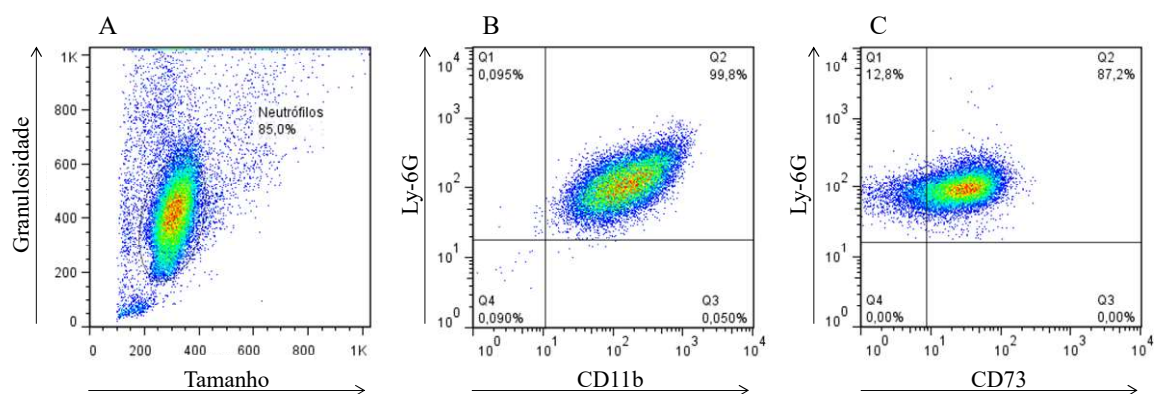 A
Granulosidade
1K
800
600
400
200
0
Neutrófilos
85,0%
0 200 400 600 800 1K
Tamanho
B
Ly-6G
10^4
10^3
10^2
10^1
10^0
Q1
0,095%
Q2
99,8%
Q4
0,090%
Q3
0,050%
10^0 10^1 10^2 10^3 10^4
CD11b
C
Ly-6G
10^4
10^3
10^2
10^1
10^0
Q1
12,8%
Q2
87,2%
Q4
0,00%
Q3
0,00%
10^0 10^1 10^2 10^3 10^4
CD73